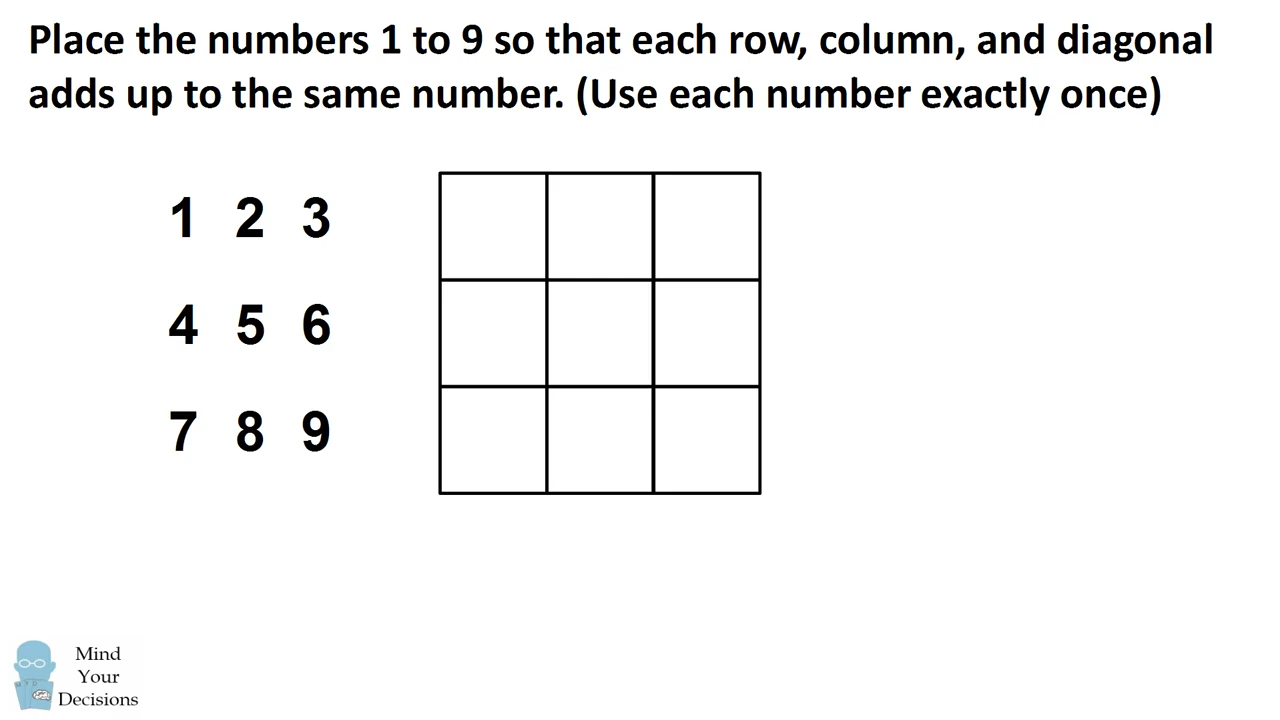 Place the numbers 1 to 9 so that each row, column, and diagonal
adds up to the same number. (Use each number exactly once)
1 2 3
4 5 6
7 8 9
Mind
Your
Decisions